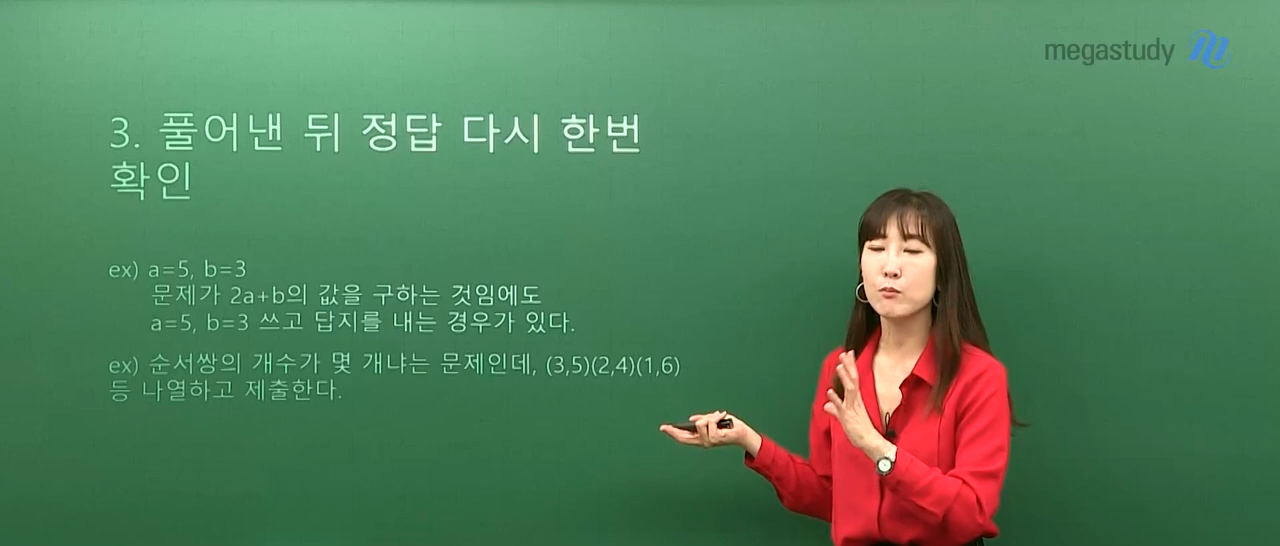 megastudy
3. 풀어낸 뒤 정답 다시 한번
확인
ex) a=5, b=3
문제가 2a+b의 값을 구하는 것임에도
a=5, b=3 쓰고 답지를 내는 경우가 있다.
ex) 순서쌍의 개수가 몇 개냐는 문제인데, (3,5)(2,4)(1,6)
등 나열하고 제출한다.